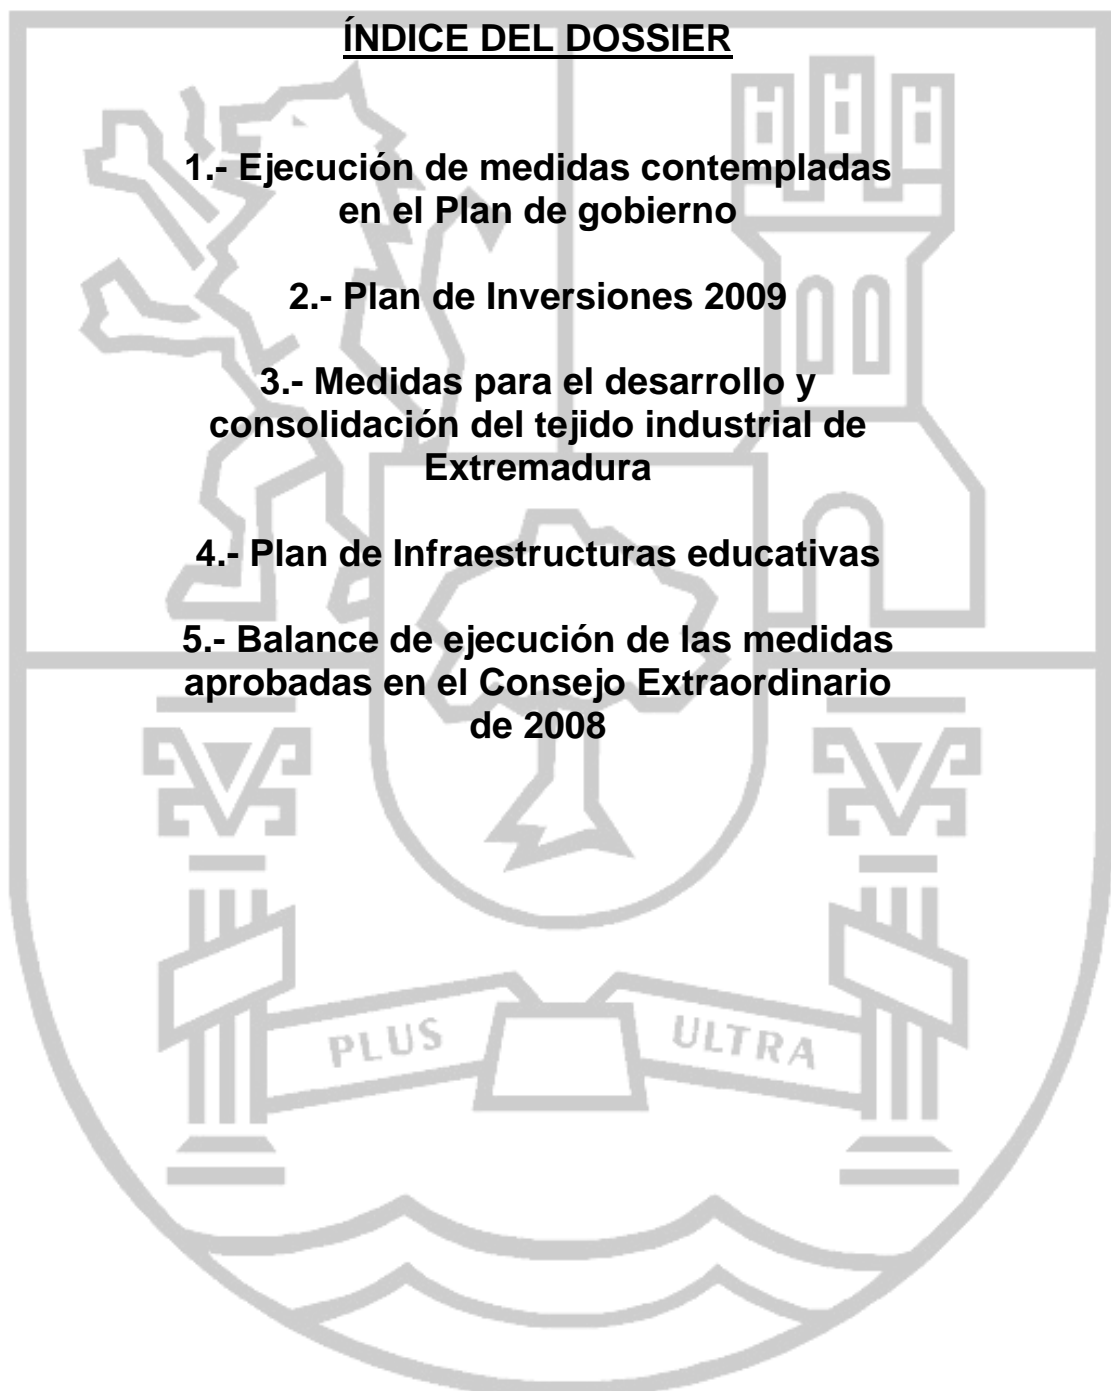 ÍNDICE DEL DOSSIER
1.- Ejecución de medidas contempladas
en el Plan de gobierno
2.- Plan de Inversiones 2009
3.- Medidas para el desarrollo y
consolidación del tejido industrial de
Extremadura
4.- Plan de Infraestructuras educativas
5.- Balance de ejecución de las medidas
aprobadas en el Consejo Extraordinario
de 2008
PLUS ULTRA